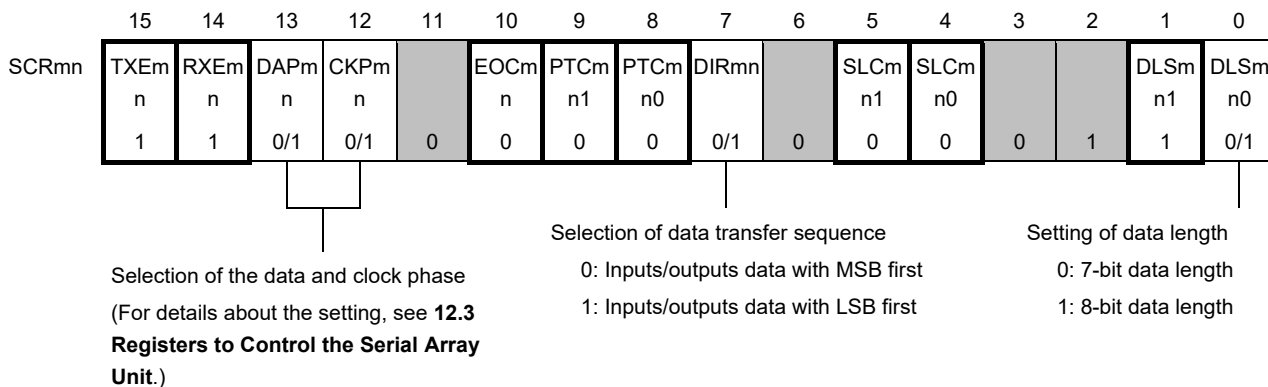 15 14 13 12 11 10 9 8 7 6 5 4 3 2 1 0
SCRmn TXEm RXEm DAPm CKPm EOCm PTCm PTCm DIRmn SLCm SLCm DLSm DLSm
n n n n n n1 n0 n1 n0 n1 n0
1 1 0/1 0/1 0 0 0 0 0/1 0 0 0 0 1 1 0/1
Selection of data transfer sequence Setting of data length
0: Inputs/outputs data with MSB first 0: 7-bit data length
1: Inputs/outputs data with LSB first 1: 8-bit data length
Selection of the data and clock phase
(For details about the setting, see 12.3
Registers to Control the Serial Array
Unit.)